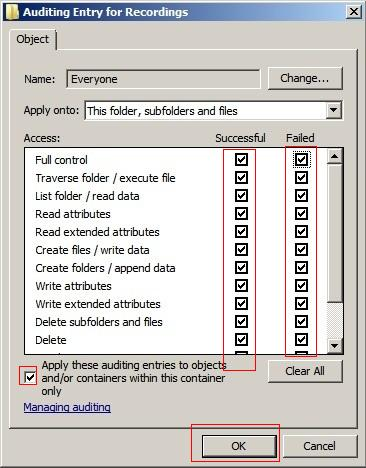 Auditing Entry for Recordings
Object
Name: Everyone Change...
Apply onto: This folder, subfolders and files
Access: Successful Failed
Full control
Traverse folder / execute file
List folder / read data
Read attributes
Read extended attributes
Create files / write data
Create folders / append data
Write attributes
Write extended attributes
Delete subfolders and files
Delete
Apply these auditing entries to objects
and/or containers within this container
only
Clear All
Managing auditing
OK Cancel